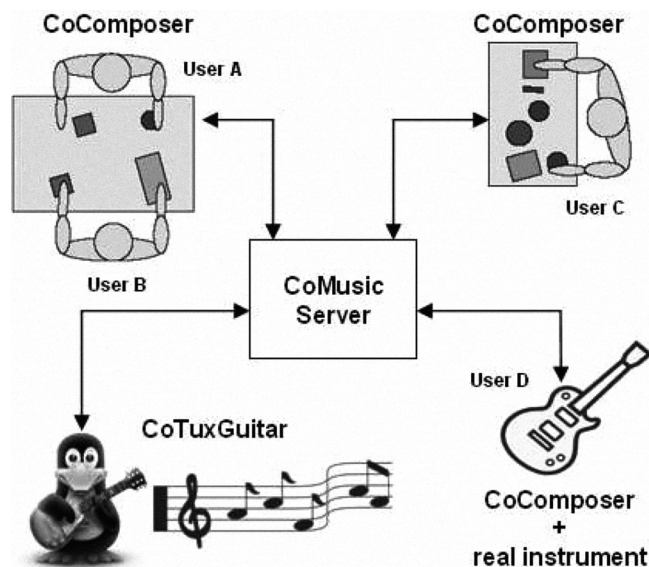 CoComposer
CoComposer
User A
User C
User B
CoMusic
Server
User D
CoTuxGuitar
CoComposer
+
real instrument